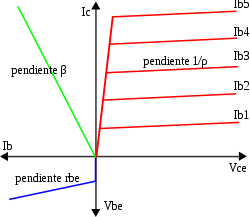 Ic
Ib5
Ib4
Ib3
Ib2
Ib1
pendiente β
pendiente 1/ρ
Ib
Vce
pendiente rbe
Vbe